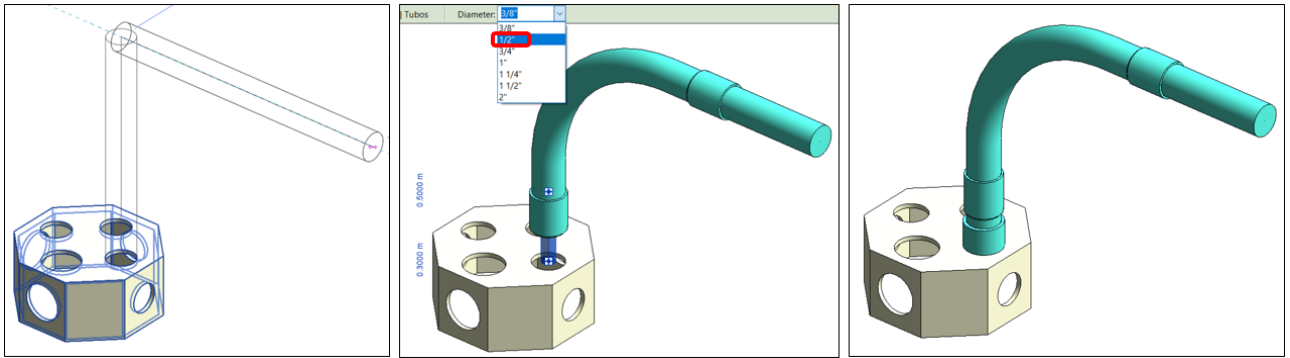 Tubos Diameter: 3/8"
3/8"
1/2"
3/4"
1"
1 1/4"
1 1/2"
2"
0.5000 m
0.3000 m